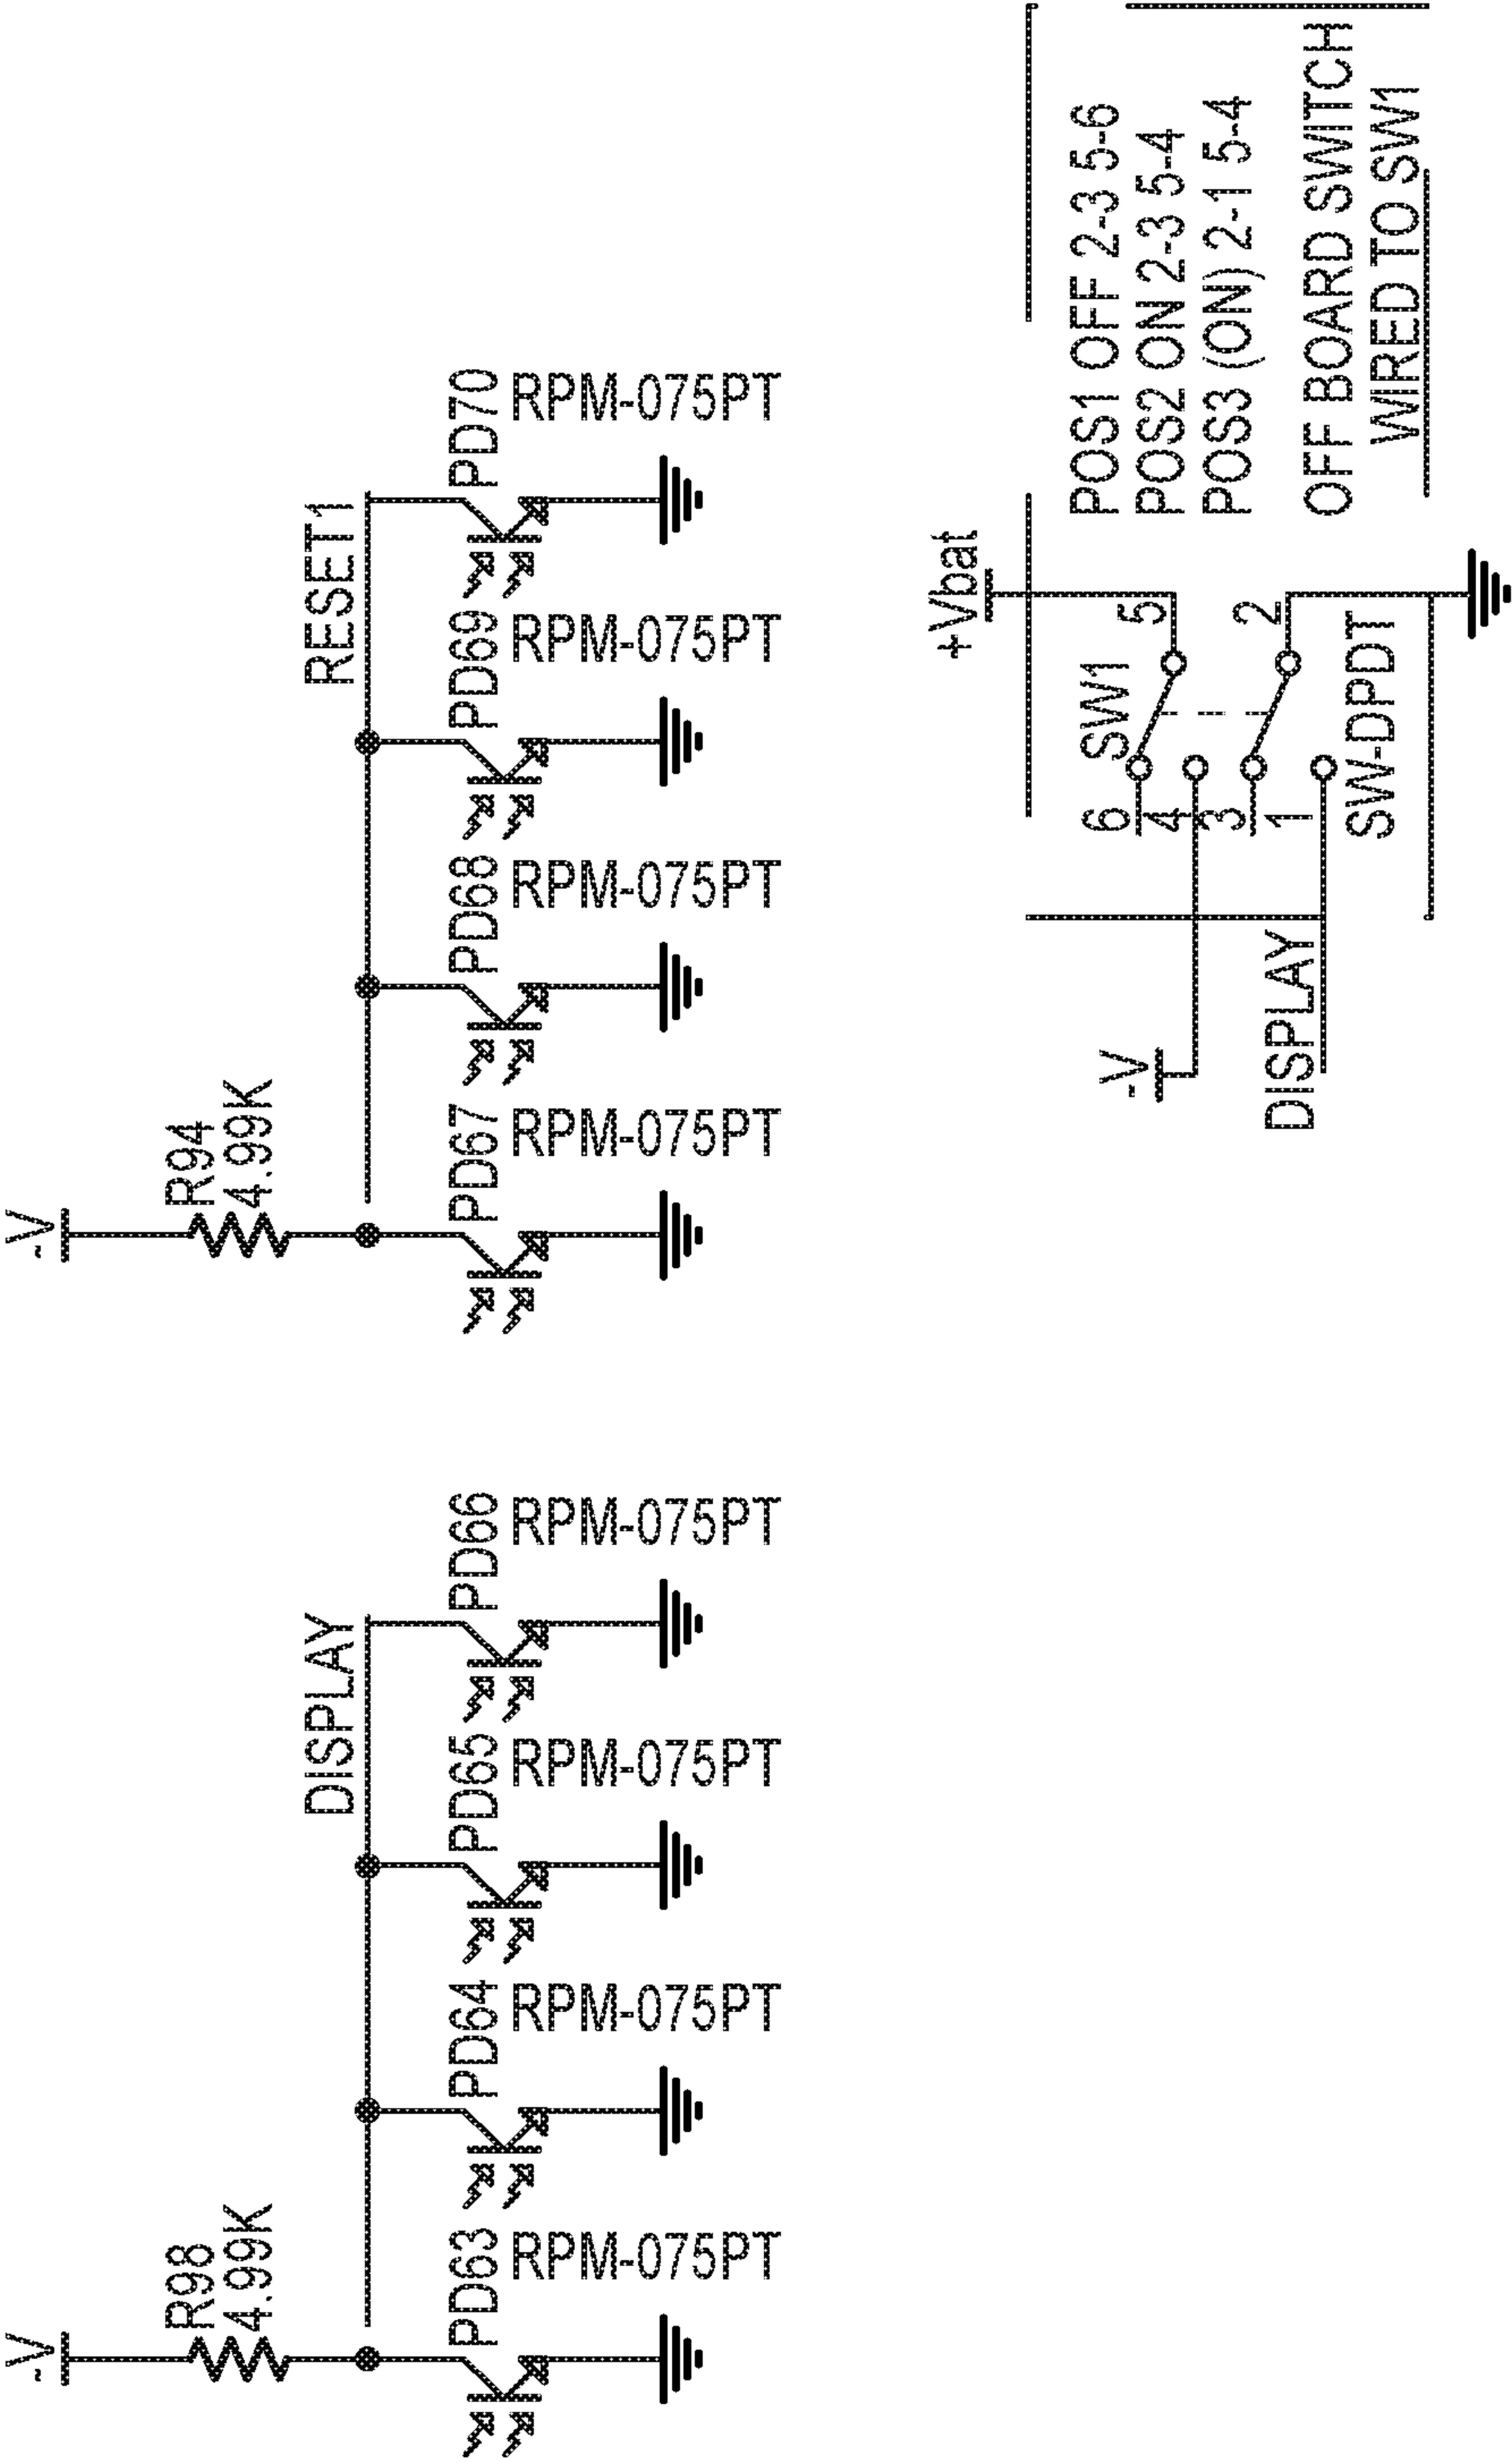 -V
R98
4.99K
DISPLAY
PD63
RPM-075PT
PD64
RPM-075PT
PD65
RPM-075PT
PD66
RPM-075PT
-V
R94
4.99K
RESET1
PD67
RPM-075PT
PD68
RPM-075PT
PD69
RPM-075PT
PD70
RPM-075PT
+Vbat
-V
DISPLAY
SW1
6
4
3
1
5
2
SW-DPDT
POS1 OFF 2-3 5-6
POS2 ON 2-3 5-4
POS3 (ON) 2-1 5-4
OFF BOARD SWITCH
WIRED TO SW1